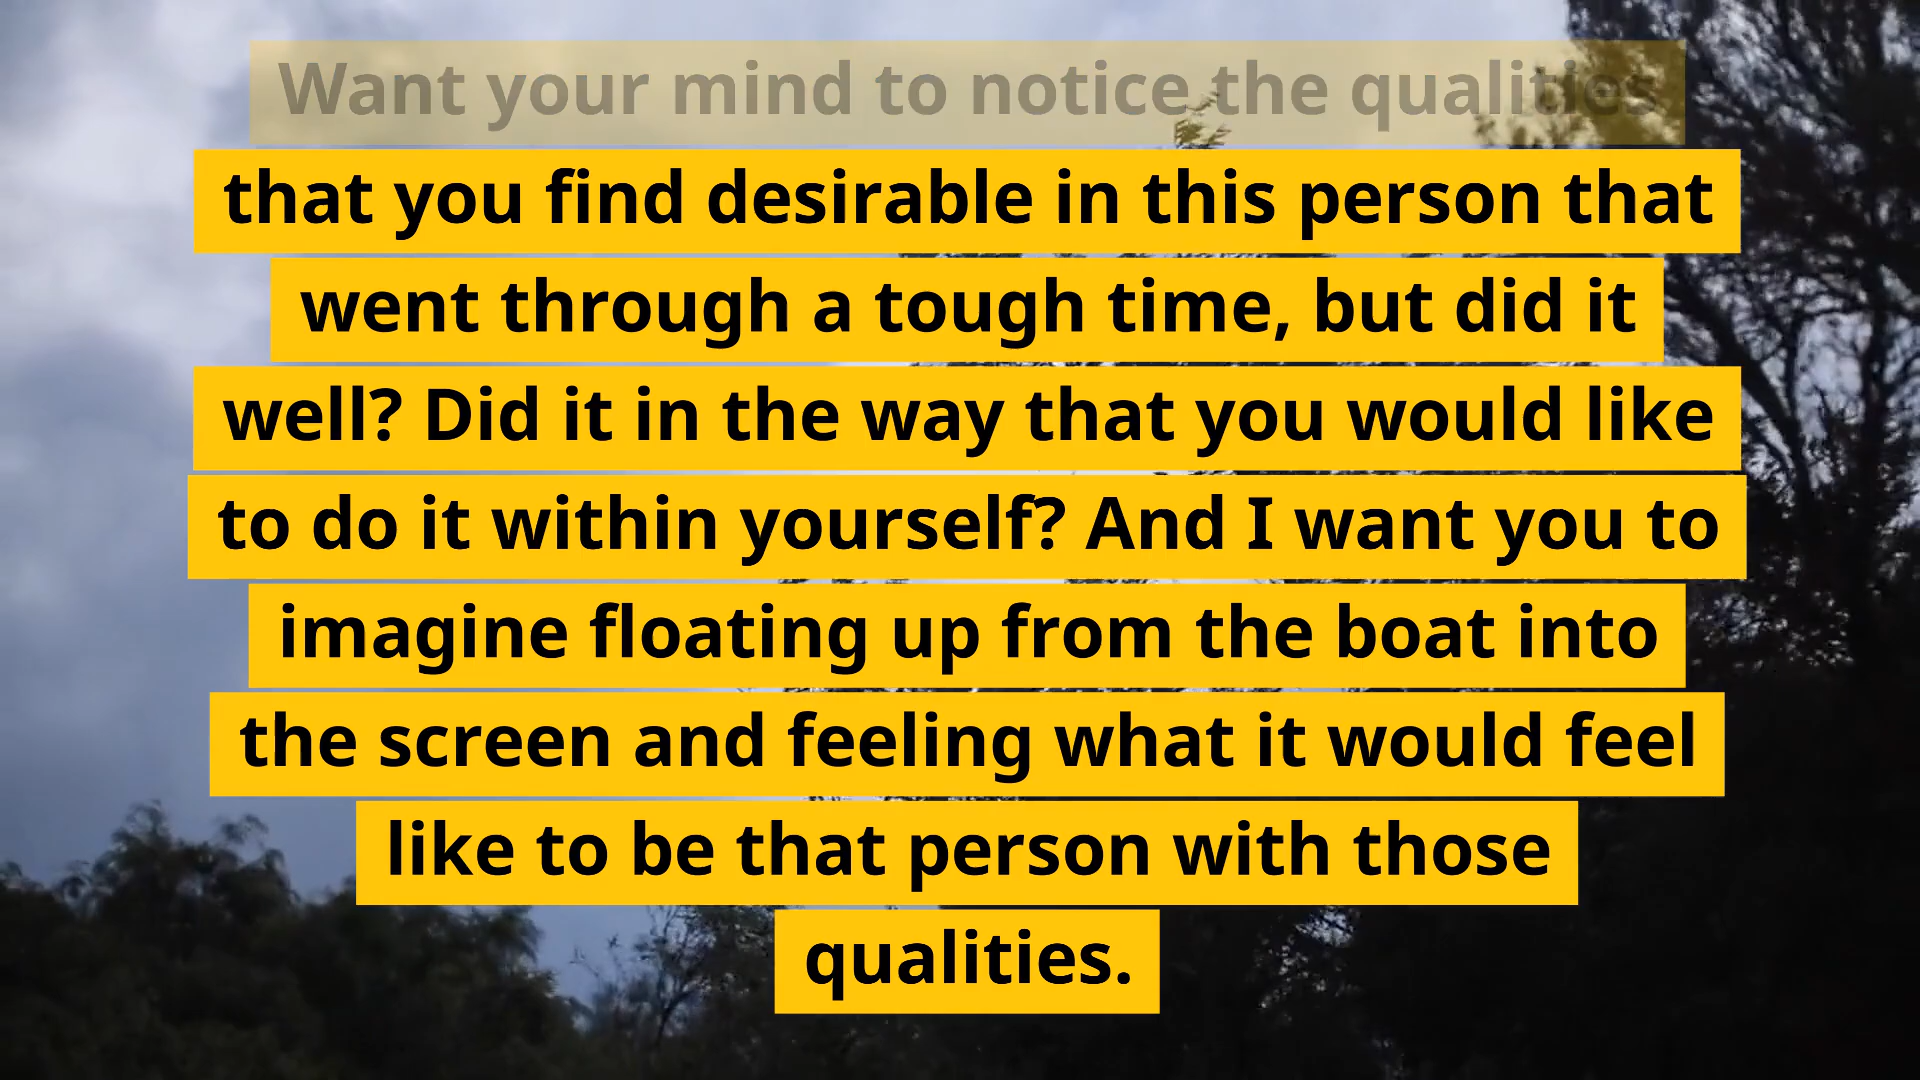 Want your mind to notice the qualities
that you find desirable in this person that
went through a tough time, but did it
well? Did it in the way that you would like
to do it within yourself? And I want you to
imagine floating up from the boat into
the screen and feeling what it would feel
like to be that person with those
qualities.